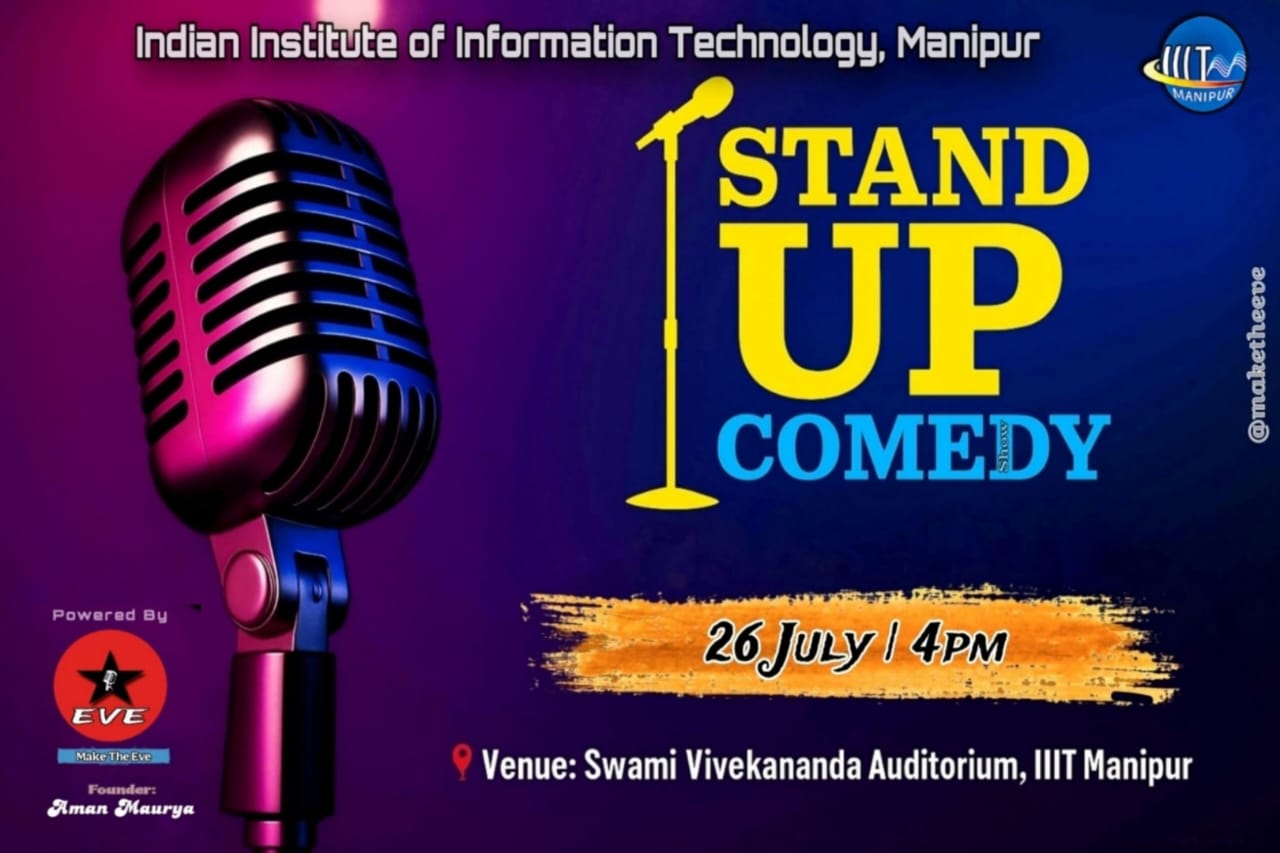 Indian Institute of Information Technology, Manipur
IIIT
MANIPUR
STAND
UP
COMEDY
Show
@maketheeve
26 July | 4pm
Venue: Swami Vivekananda Auditorium, IIIT Manipur
Powered By
EVE
Make The Eve
Founder:
Aman Maurya